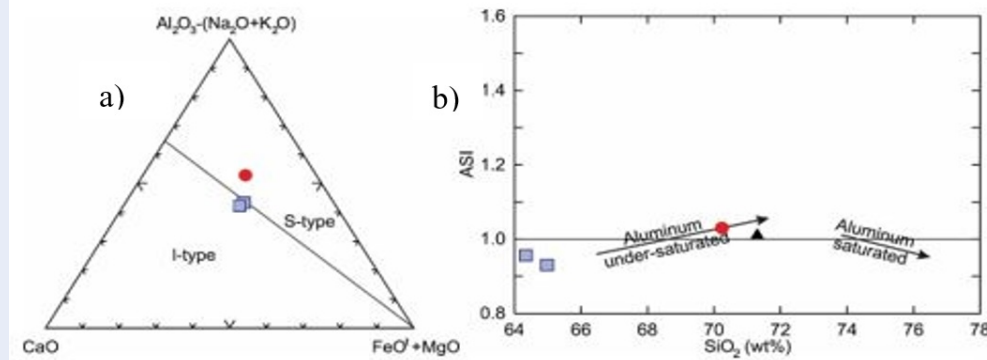 Al₂O₃-(Na₂O+K₂O)
a)
S-type
I-type
CaO
FeOᵗ+MgO
b)
1.6
1.4
1.2
1.0
0.8
ASI
Aluminum
under-saturated
Aluminum
saturated
64
66
68
70
72
74
76
78
SiO₂ (wt%)